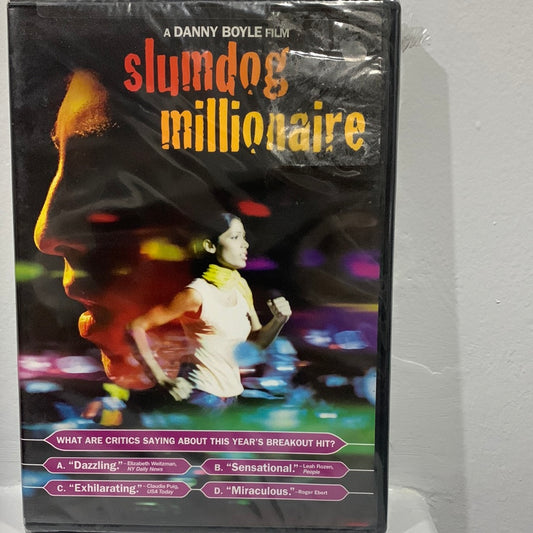 A DANNY BOYLE FILM
slumdog
millionaire
WHAT ARE CRITICS SAYING ABOUT THIS YEAR'S BREAKOUT HIT?
A. "Dazzling." –Elizabeth Weitzman,
NY Daily News
B. "Sensational." –Leah Rozen,
People
C. "Exhilarating." –Claudia Puig,
USA Today
D. "Miraculous." –Roger Ebert